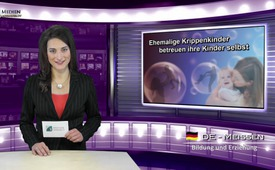 MEDIEN
Ehemalige Krippenkinder
betreuen ihre Kinder selbst
DE - MEISSEN
Bildung und Erziehung